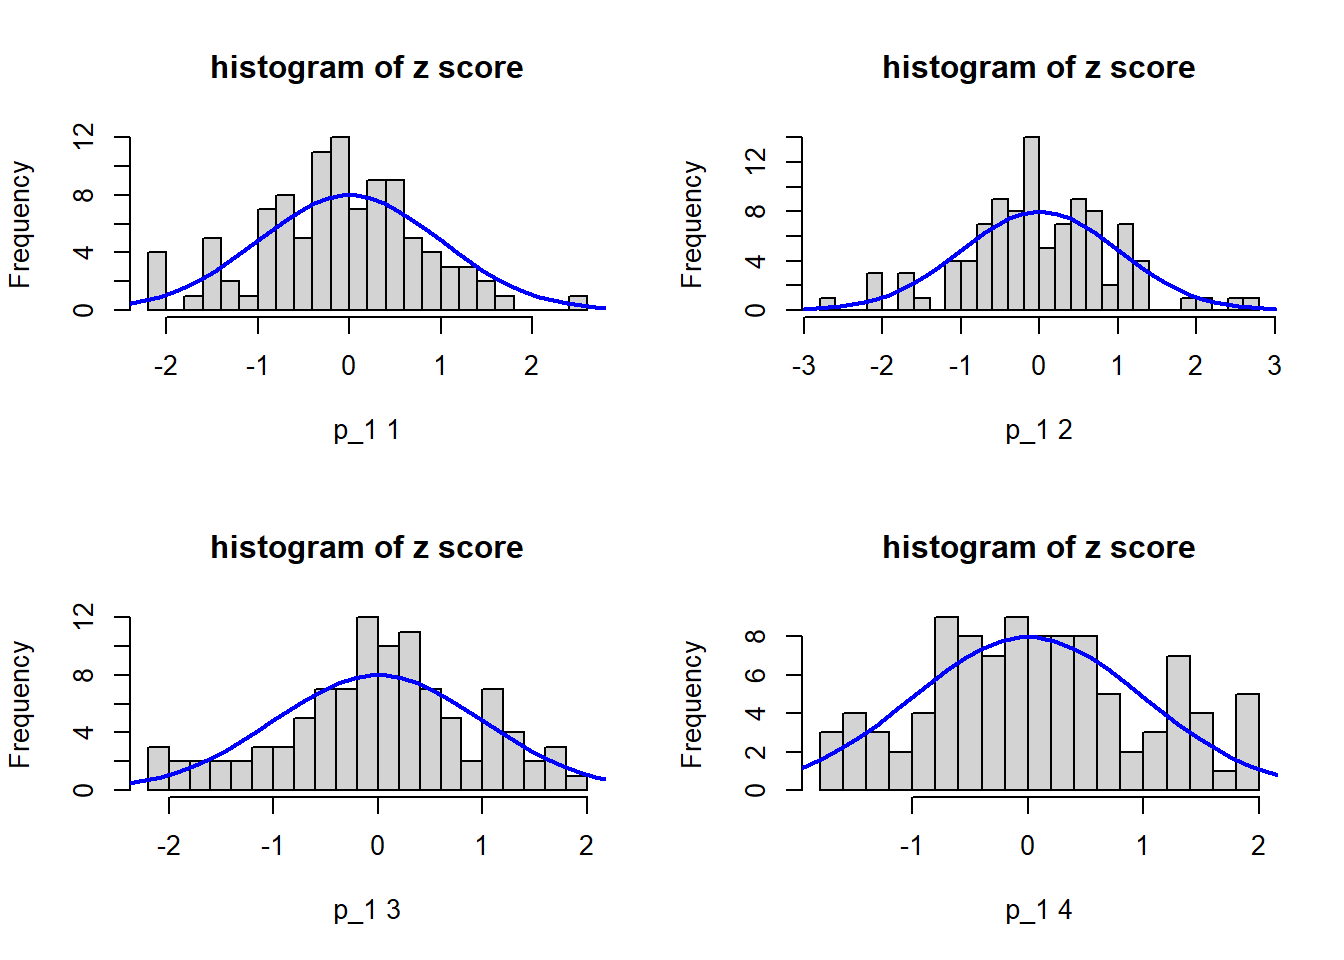 histogram of z score
Frequency
0 4 8 12
-2 -1 0 1 2
p_1 1
histogram of z score
Frequency
0 4 8 12
-3 -2 -1 0 1 2 3
p_1 2
histogram of z score
Frequency
0 4 8 12
-2 -1 0 1 2
p_1 3
histogram of z score
Frequency
0 2 4 6 8
-1 0 1 2
p_1 4